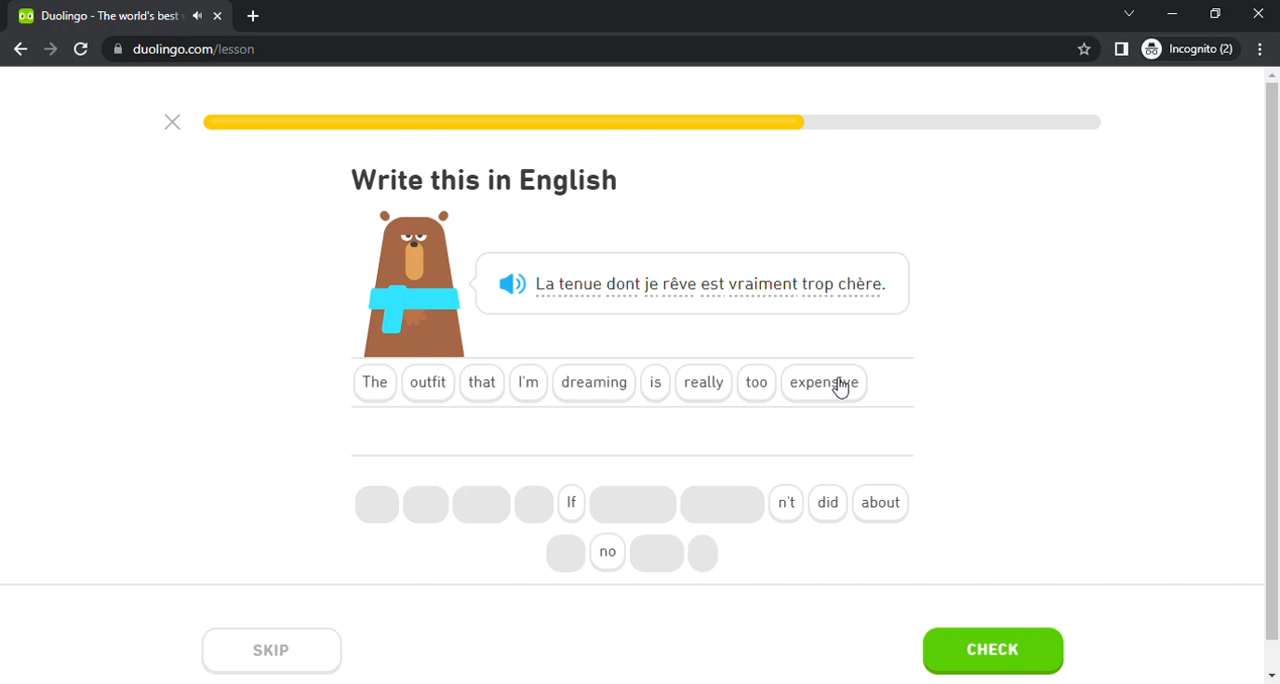 Duolingo - The world's best
duolingo.com/lesson
Incognito (2)
Write this in English
La tenue dont je rêve est vraiment trop chère.
The outfit that I'm dreaming is really too expensive
If n't did about
no
SKIP CHECK